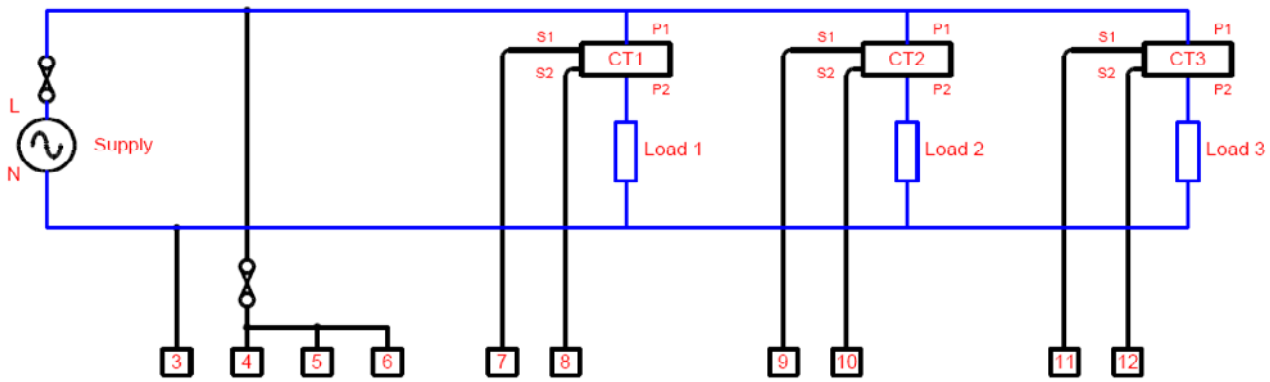 P1 P1 P1
S1 S1 S1
CT1 CT2 CT3
S2 S2 S2
P2 P2 P2
L
Supply Load 1 Load 2 Load 3
N
3 4 5 6 7 8 9 10 11 12